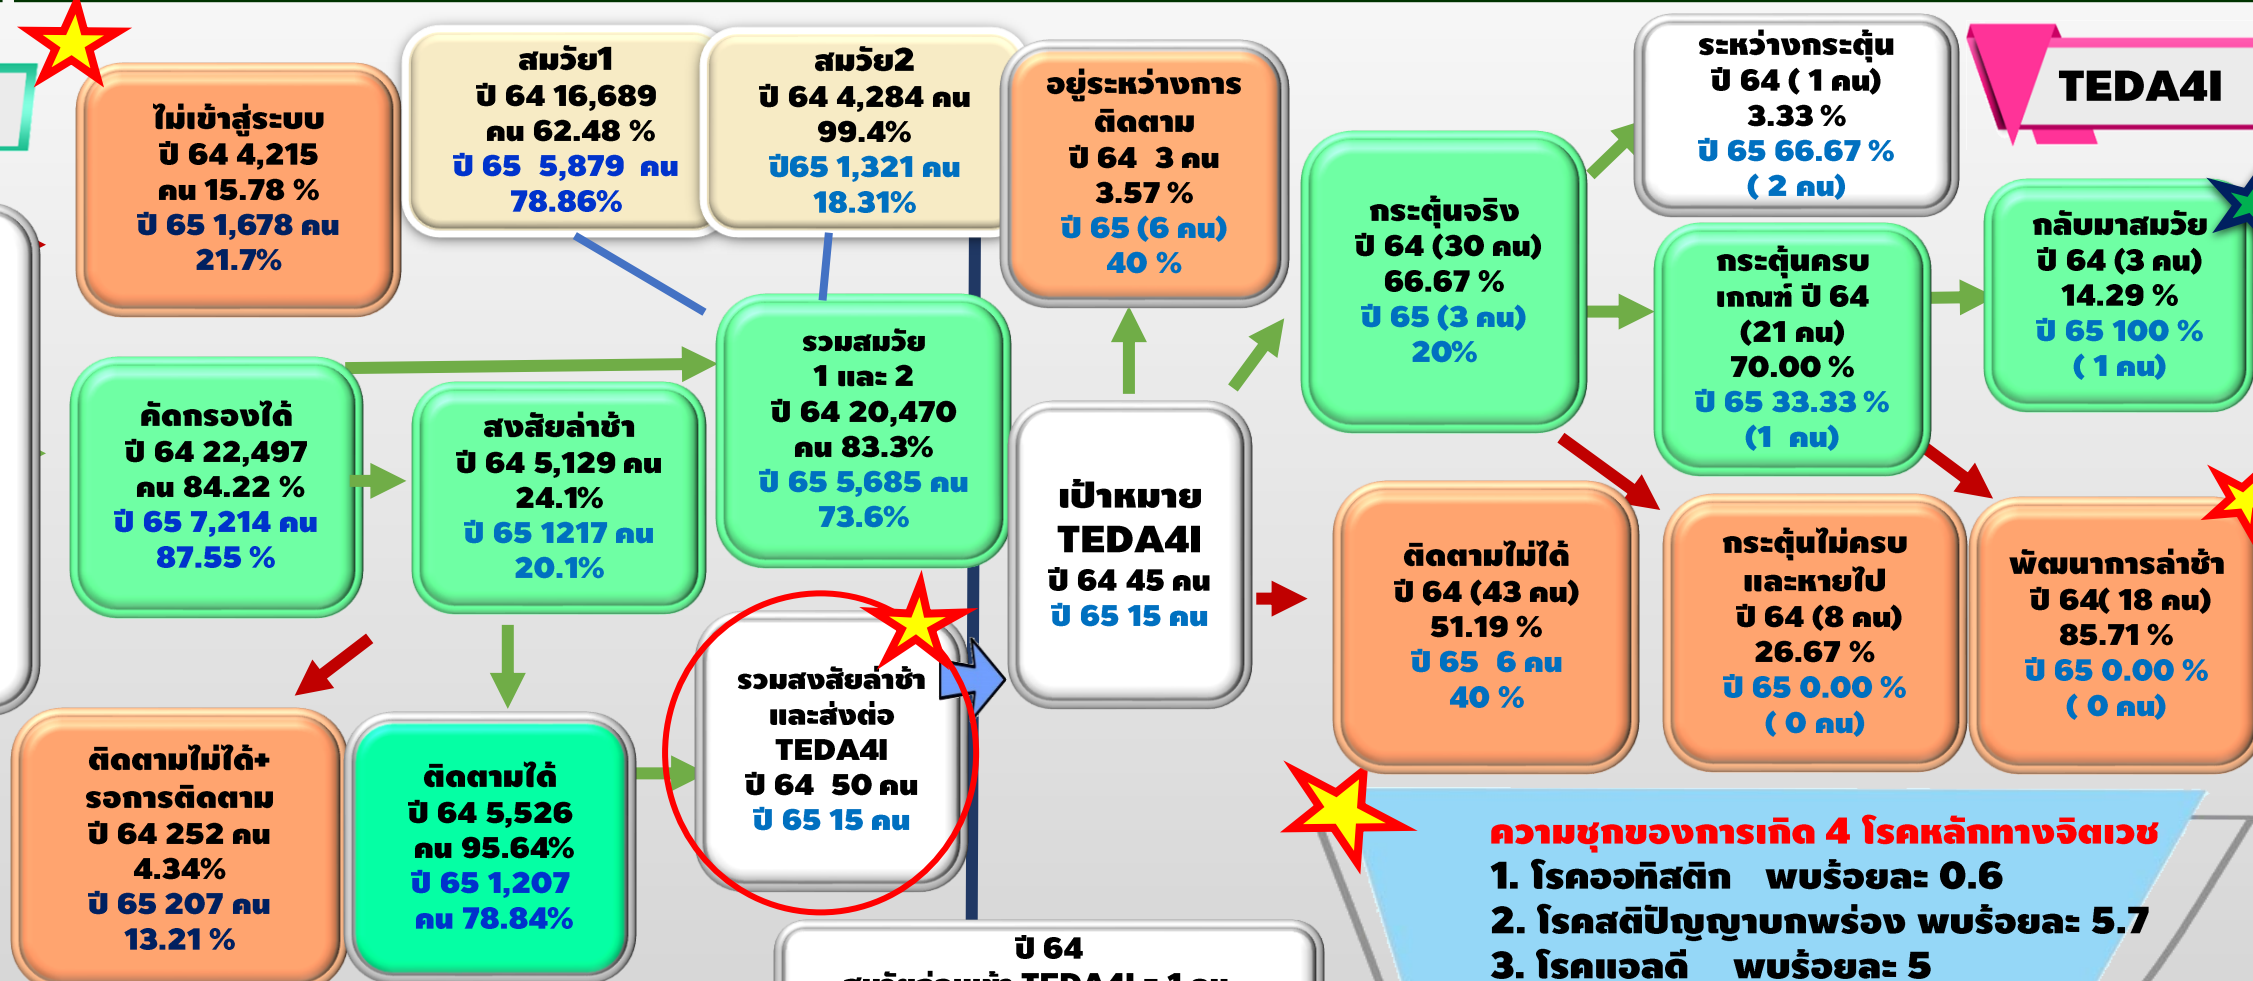 ไม่เข้าสู่ระบบ
ปี 64 4,215
คน 15.78 %
ปี 65 1,678 คน
21.7%
สมวัย1
ปี 64 16,689
คน 62.48 %
ปี 65 5,879 คน
78.86%
สมวัย2
ปี 64 4,284 คน
99.4%
ปี65 1,321 คน
18.31%
อยู่ระหว่างการ
ติดตาม
ปี 64 3 คน
3.57 %
ปี 65 (6 คน)
40 %
ระหว่างกระตุ้น
ปี 64 ( 1 คน)
3.33 %
ปี 65 66.67 %
( 2 คน)
TEDA4I
กระตุ้นจริง
ปี 64 (30 คน)
66.67 %
ปี 65 (3 คน)
20%
กระตุ้นครบ
เกณฑ์ ปี 64
(21 คน)
70.00 %
ปี 65 33.33 %
(1 คน)
กลับมาสมวัย
ปี 64 (3 คน)
14.29 %
ปี 65 100 %
( 1 คน)
คัดกรองได้
ปี 64 22,497
คน 84.22 %
ปี 65 7,214 คน
87.55 %
สงสัยล่าช้า
ปี 64 5,129 คน
24.1%
ปี 65 1217 คน
20.1%
รวมสมวัย
1 และ 2
ปี 64 20,470
คน 83.3%
ปี 65 5,685 คน
73.6%
เป้าหมาย
TEDA4I
ปี 64 45 คน
ปี 65 15 คน
ติดตามไม่ได้
ปี 64 (43 คน)
51.19 %
ปี 65 6 คน
40 %
กระตุ้นไม่ครบ
และหายไป
ปี 64 (8 คน)
26.67 %
ปี 65 0.00 %
( 0 คน)
พัฒนาการล่าช้า
ปี 64( 18 คน)
85.71 %
ปี 65 0.00 %
( 0 คน)
ติดตามไม่ได้+
รอการติดตาม
ปี 64 252 คน
4.34%
ปี 65 207 คน
13.21 %
ติดตามได้
ปี 64 5,526
คน 95.64%
ปี 65 1,207
คน 78.84%
รวมสงสัยล่าช้า
และส่งต่อ
TEDA4I
ปี 64 50 คน
ปี 65 15 คน
ปี 64
ความชุกของการเกิด 4 โรคหลักทางจิตเวช
1. โรคออทิสติก พบร้อยละ 0.6
2. โรคสติปัญญาบกพร่อง พบร้อยละ 5.7
3. โรคแอลดี พบร้อยละ 5